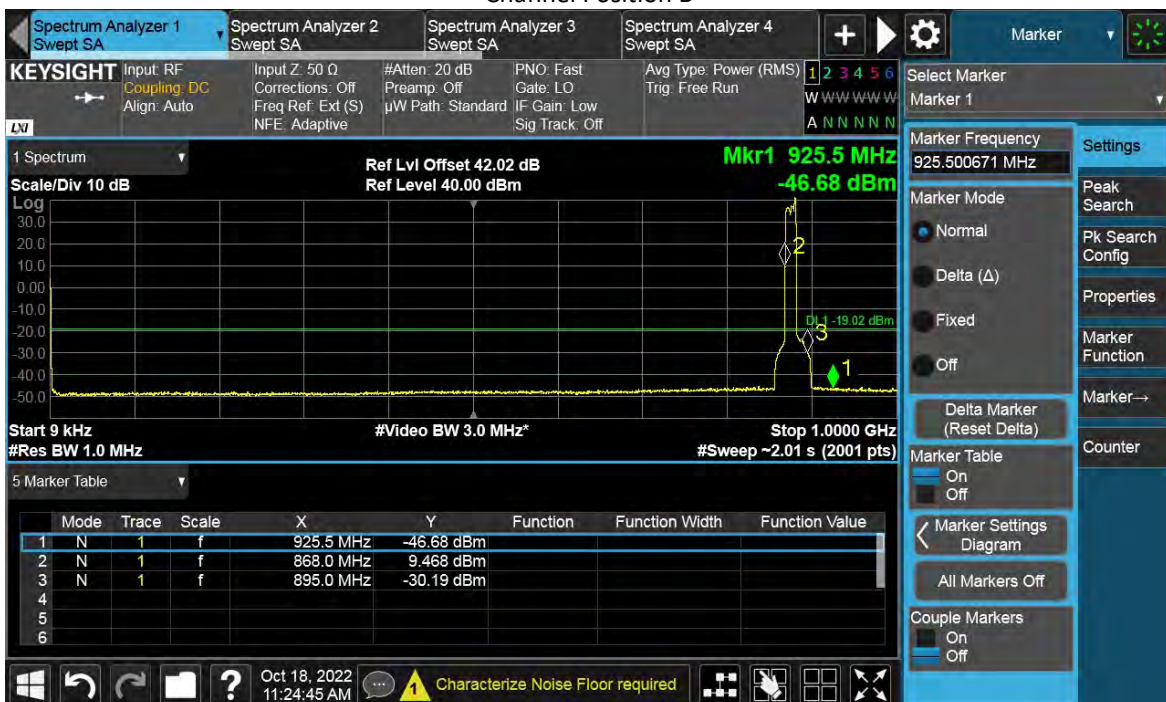 Spectrum Analyzer 1
Swept SA
Spectrum Analyzer 2
Swept SA
Spectrum Analyzer 3
Swept SA
Spectrum Analyzer 4
Swept SA
+
Marker
KEYSIGHT
LXI
Input: RF
Coupling: DC
Align: Auto
Input Z: 50 Ω
Corrections: Off
Freq Ref: Ext (S)
NFE: Adaptive
#Atten: 20 dB
Preamp: Off
µW Path: Standard
PNO: Fast
Gate: LO
IF Gain: Low
Sig Track: Off
Avg Type: Power (RMS)
Trig: Free Run
1 2 3 4 5 6
W W W W W W
A N N N N N
Select Marker
Marker 1
1 Spectrum
Scale/Div 10 dB
Ref Lvl Offset 42.02 dB
Ref Level 40.00 dBm
Mkr1 925.5 MHz
-46.68 dBm
Log
30.0
20.0
10.0
0.00
-10.0
-20.0
-30.0
-40.0
-50.0
2
DL1 -19.02 dBm
3
1
Start 9 kHz
#Res BW 1.0 MHz
#Video BW 3.0 MHz*
Stop 1.0000 GHz
#Sweep ~2.01 s (2001 pts)
5 Marker Table
Mode Trace Scale X Y Function Function Width Function Value
1 N 1 f 925.5 MHz -46.68 dBm
2 N 1 f 868.0 MHz 9.468 dBm
3 N 1 f 895.0 MHz -30.19 dBm
4
5
6
Marker Frequency
925.500671 MHz
Marker Mode
Normal
Delta (Δ)
Fixed
Off
Delta Marker
(Reset Delta)
Marker Table
On
Off
Marker Settings
Diagram
All Markers Off
Couple Markers
On
Off
Settings
Peak
Search
Pk Search
Config
Properties
Marker
Function
Marker→
Counter
?
Oct 18, 2022
11:24:45 AM
1
Characterize Noise Floor required